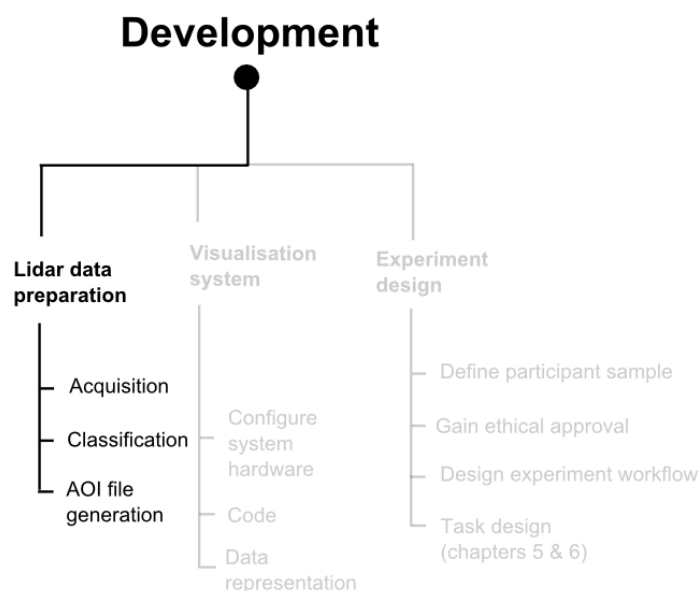 Development
Lidar data
preparation
Acquisition
Classification
AOI file
generation
Visualisation
system
Configure
system
hardware
Code
Data
representation
Experiment
design
Define participant sample
Gain ethical approval
Design experiment workflow
Task design
(chapters 5 & 6)